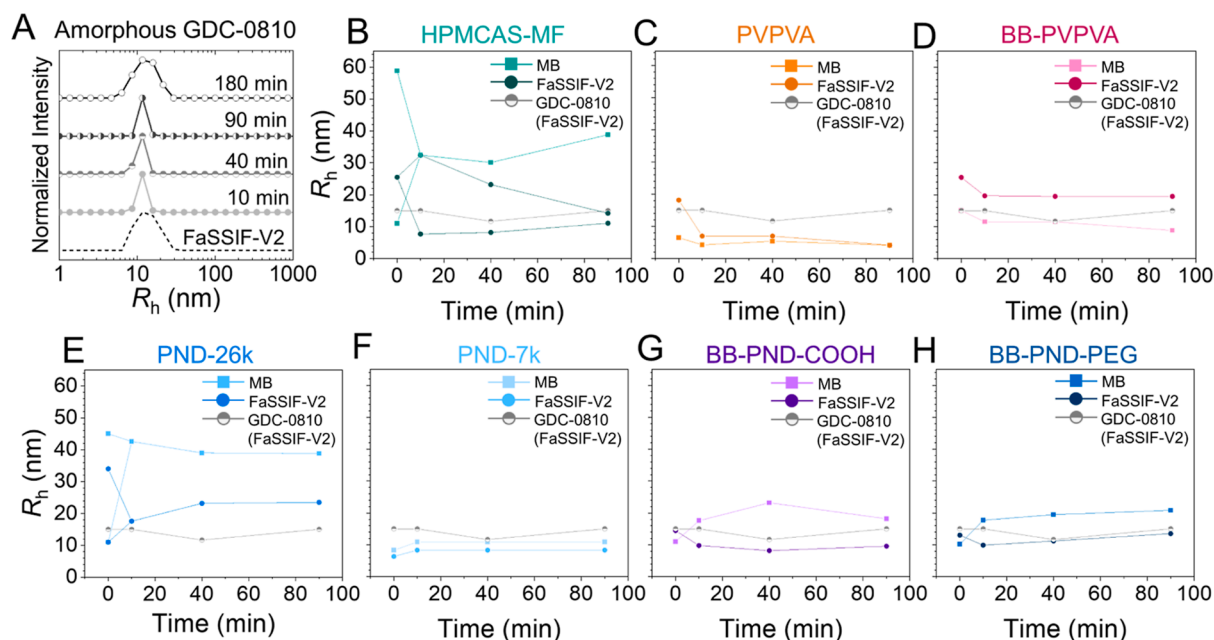 A
Amorphous GDC-0810
Normalized Intensity
180 min
90 min
40 min
10 min
FaSSIF-V2
1
10
100
1000
Rh (nm)
B
HPMCAS-MF
MB
FaSSIF-V2
GDC-0810
(FaSSIF-V2)
Rh (nm)
60
50
40
30
20
10
0
0 20 40 60 80 100
Time (min)
C
PVPVA
MB
FaSSIF-V2
GDC-0810
(FaSSIF-V2)
0 20 40 60 80 100
Time (min)
D
BB-PVPVA
MB
FaSSIF-V2
GDC-0810
(FaSSIF-V2)
0 20 40 60 80 100
Time (min)
E
PND-26k
MB
FaSSIF-V2
GDC-0810
(FaSSIF-V2)
Rh (nm)
60
50
40
30
20
10
0
0 20 40 60 80 100
Time (min)
F
PND-7k
MB
FaSSIF-V2
GDC-0810
(FaSSIF-V2)
0 20 40 60 80 100
Time (min)
G
BB-PND-COOH
MB
FaSSIF-V2
GDC-0810
(FaSSIF-V2)
0 20 40 60 80 100
Time (min)
H
BB-PND-PEG
MB
FaSSIF-V2
GDC-0810
(FaSSIF-V2)
0 20 40 60 80 100
Time (min)